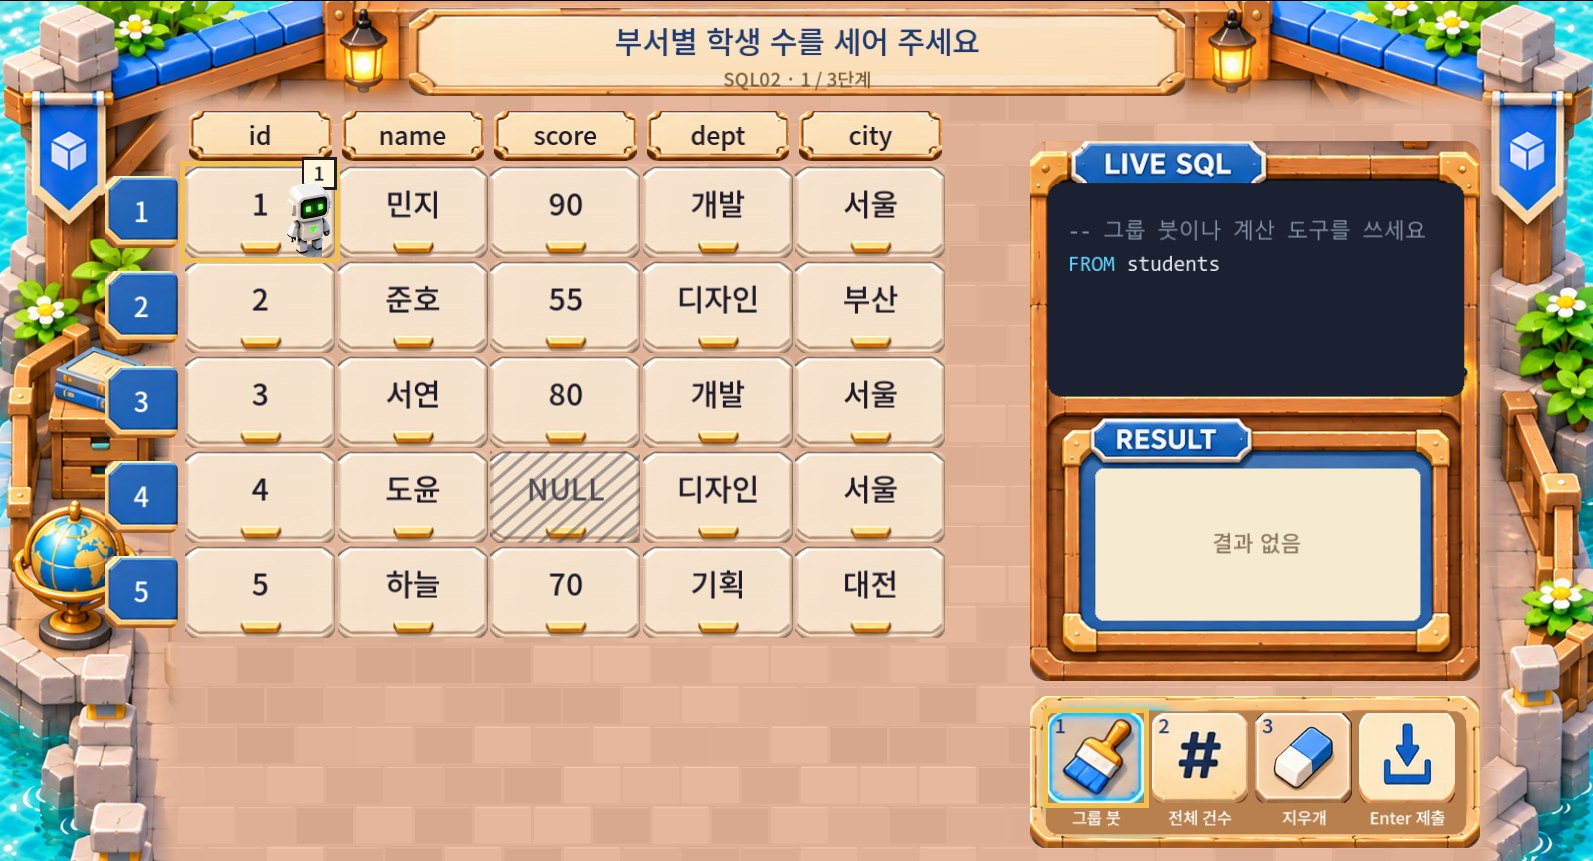 부서별 학생 수를 세어 주세요
SQL02 · 1 / 3단계
id name score dept city
1
1 1 민지 90 개발 서울
2 2 준호 55 디자인 부산
3 3 서연 80 개발 서울
4 4 도윤 NULL 디자인 서울
5 5 하늘 70 기획 대전
LIVE SQL
-- 그룹 붓이나 계산 도구를 쓰세요
FROM students
RESULT
결과 없음
1 2 # 3
그룹 붓 전체 건수 지우개 Enter 제출